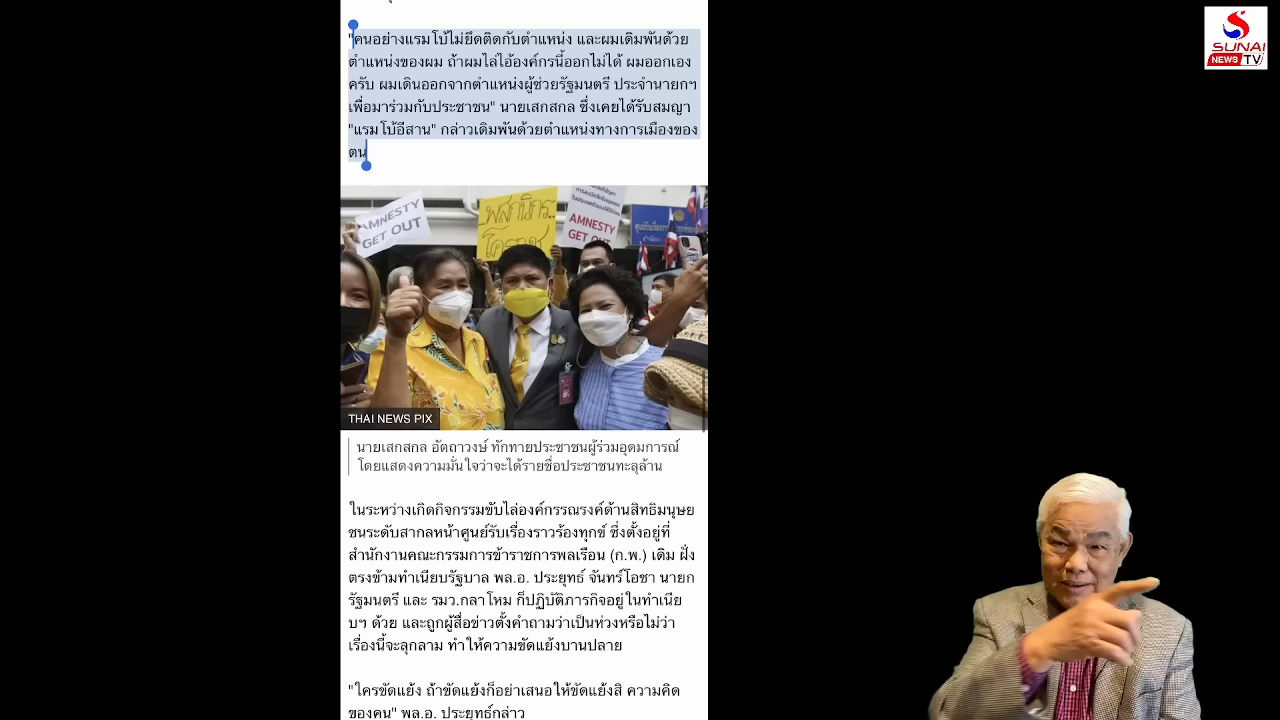 "คนอย่างแรมโบ้ไม่ยึดติดกับตำแหน่ง และผมเดิมพันด้วย
ตำแหน่งของผม ถ้าผมไล่ไอ้องค์กรนี้ออกไม่ได้ ผมออกเอง
ครับ ผมเดินออกจากตำแหน่งผู้ช่วยรัฐมนตรี ประจำนายกฯ
เพื่อมาร่วมกับประชาชน" นายเสกสกล ซึ่งเคยได้รับสมญา
"แรมโบ้อีสาน" กล่าวเดิมพันด้วยตำแหน่งทางการเมืองของ
ตน
SUNAI
NEWS TV
AMNESTY
GET OUT
..พสกนิกร..
โคราช
AMNESTY
GET OUT
THAI NEWS PIX
นายเสกสกล อัตถาวงษ์ ทักทายประชาชนผู้ร่วมอุดมการณ์
โดยแสดงความมั่นใจว่าจะได้รายชื่อประชาชนทะลุล้าน
ในระหว่างเกิดกิจกรรมขับไล่องค์กรรณรงค์ด้านสิทธิมนุษย
ชนระดับสากลหน้าศูนย์รับเรื่องราวร้องทุกข์ ซึ่งตั้งอยู่ที่
สำนักงานคณะกรรมการข้าราชการพลเรือน (ก.พ.) เดิม ฝั่ง
ตรงข้ามทำเนียบรัฐบาล พล.อ. ประยุทธ์ จันทร์โอชา นายก
รัฐมนตรี และ รมว.กลาโหม ก็ปฏิบัติภารกิจอยู่ในทำเนีย
บฯ ด้วย และถูกผู้สื่อข่าวตั้งคำถามว่าเป็นห่วงหรือไม่ว่า
เรื่องนี้จะลุกลาม ทำให้ความขัดแย้งบานปลาย
"ใครขัดแย้ง ถ้าขัดแย้งก็อย่าเสนอให้ขัดแย้งสิ ความคิด
ของคน" พล.อ. ประยุทธ์กล่าว